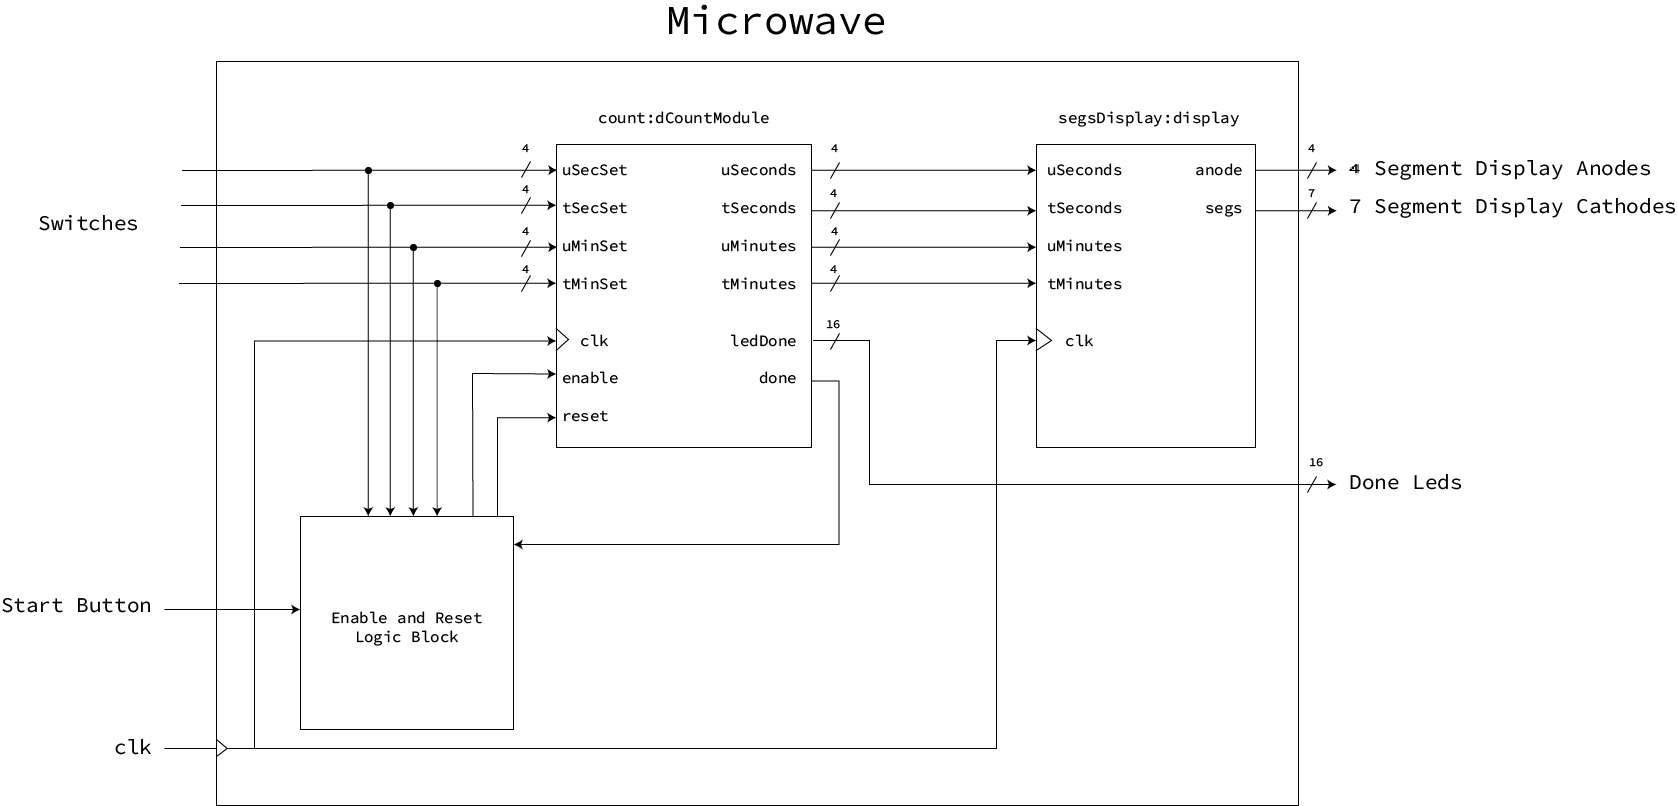 Microwave
count:dCountModule
segsDisplay:display
Switches
4
4
4
4
uSecSet
tSecSet
uMinSet
tMinSet
clk
enable
reset
uSeconds
tSeconds
uMinutes
tMinutes
ledDone
done
4
4
4
4
16
uSeconds
tSeconds
uMinutes
tMinutes
clk
anode
segs
4
7
4 Segment Display Anodes
7 Segment Display Cathodes
16
Done Leds
Start Button
Enable and Reset
Logic Block
clk